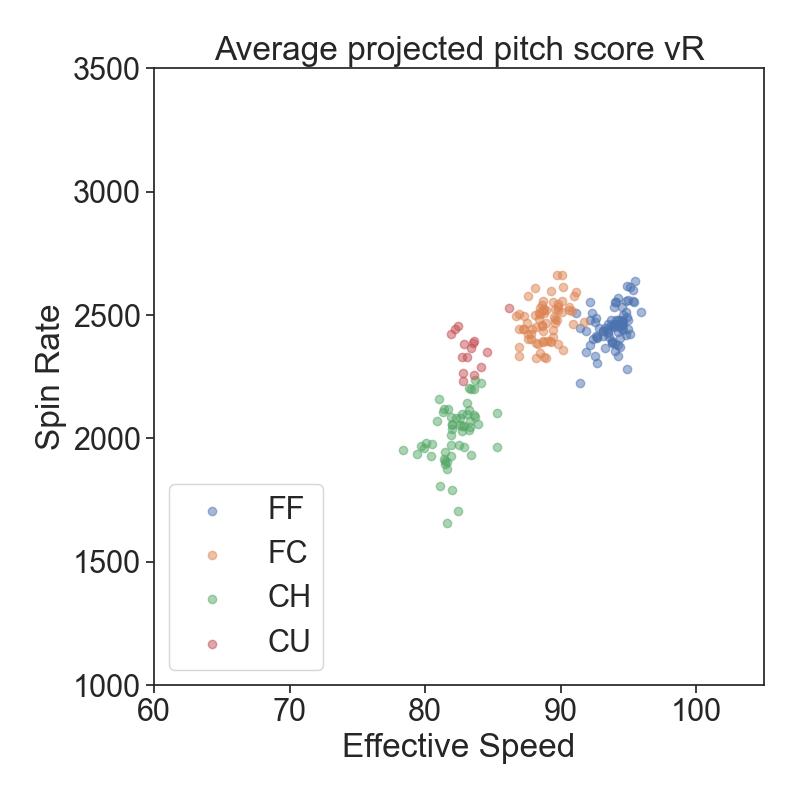 Average projected pitch score vR
3500
3000
2500
2000
1500
1000
Spin Rate
FF
FC
CH
CU
60 70 80 90 100
Effective Speed